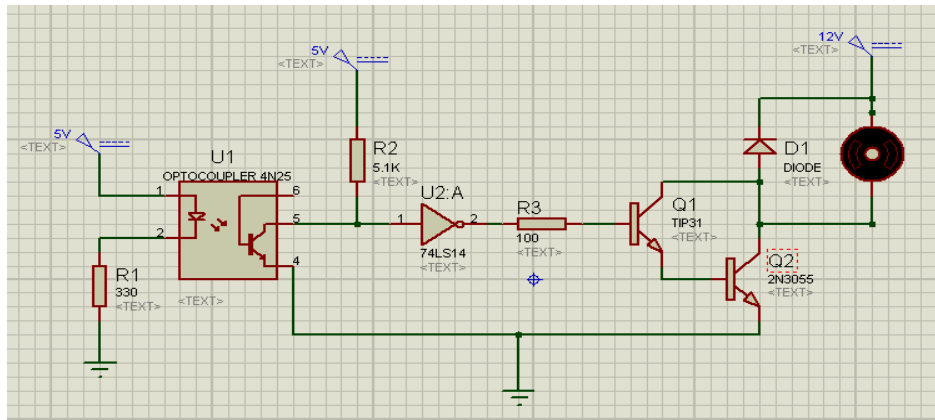 5V
<TEXT>
12V
<TEXT>
5V
<TEXT>
U1
OPTOCOUPLER 4N25
1
2
6
5
4
<TEXT>
R1
330
<TEXT>
R2
5.1K
<TEXT>
U2:A
1
2
74LS14
<TEXT>
R3
100
<TEXT>
D1
DIODE
<TEXT>
Q1
TIP31
<TEXT>
Q2
2N3055
<TEXT>